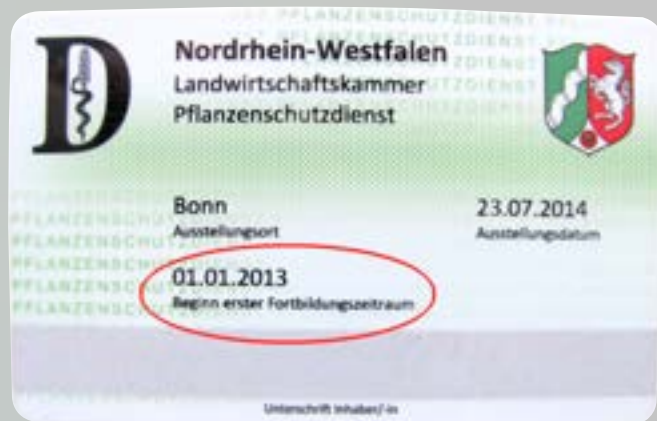 D
Nordrhein-Westfalen
Landwirtschaftskammer
Pflanzenschutzdienst
Bonn
Ausstellungsort
23.07.2014
Ausstellungsdatum
01.01.2013
Beginn erster Fortbildungszeitraum
Unterschrift Inhaber/-in